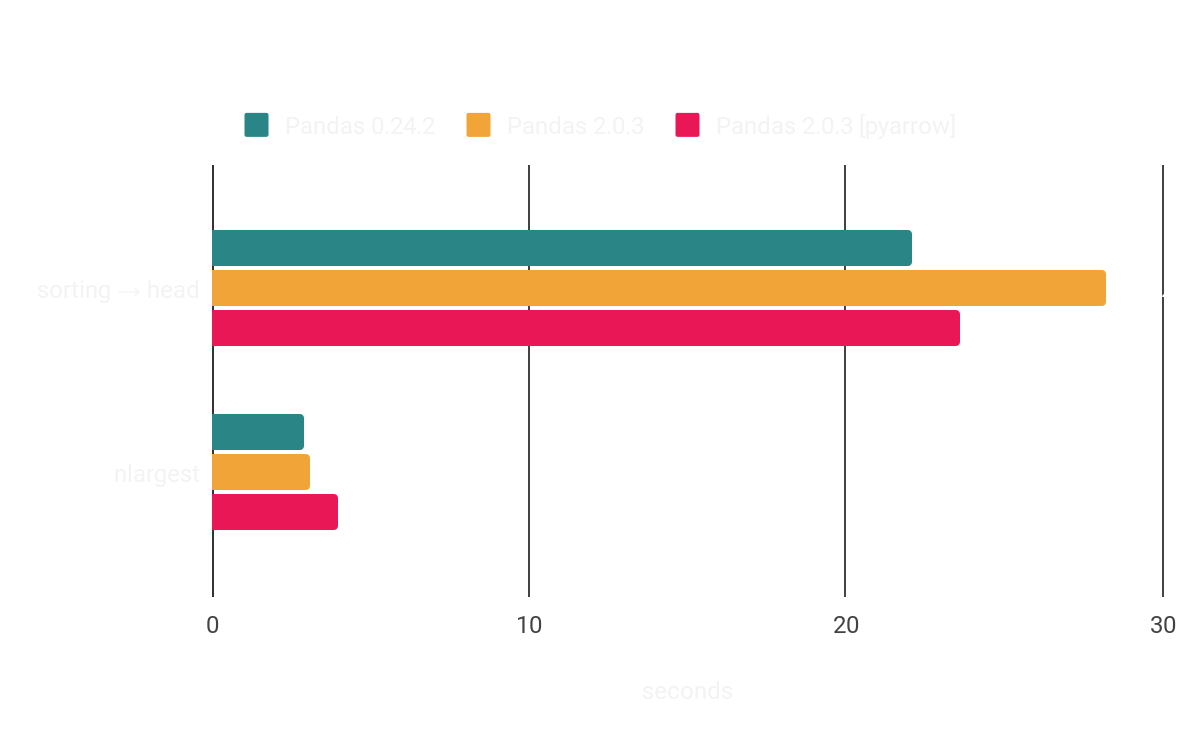 Pandas 0.24.2 Pandas 2.0.3 Pandas 2.0.3 [pyarrow]
sorting → head
nlargest
0 10 20 30
seconds